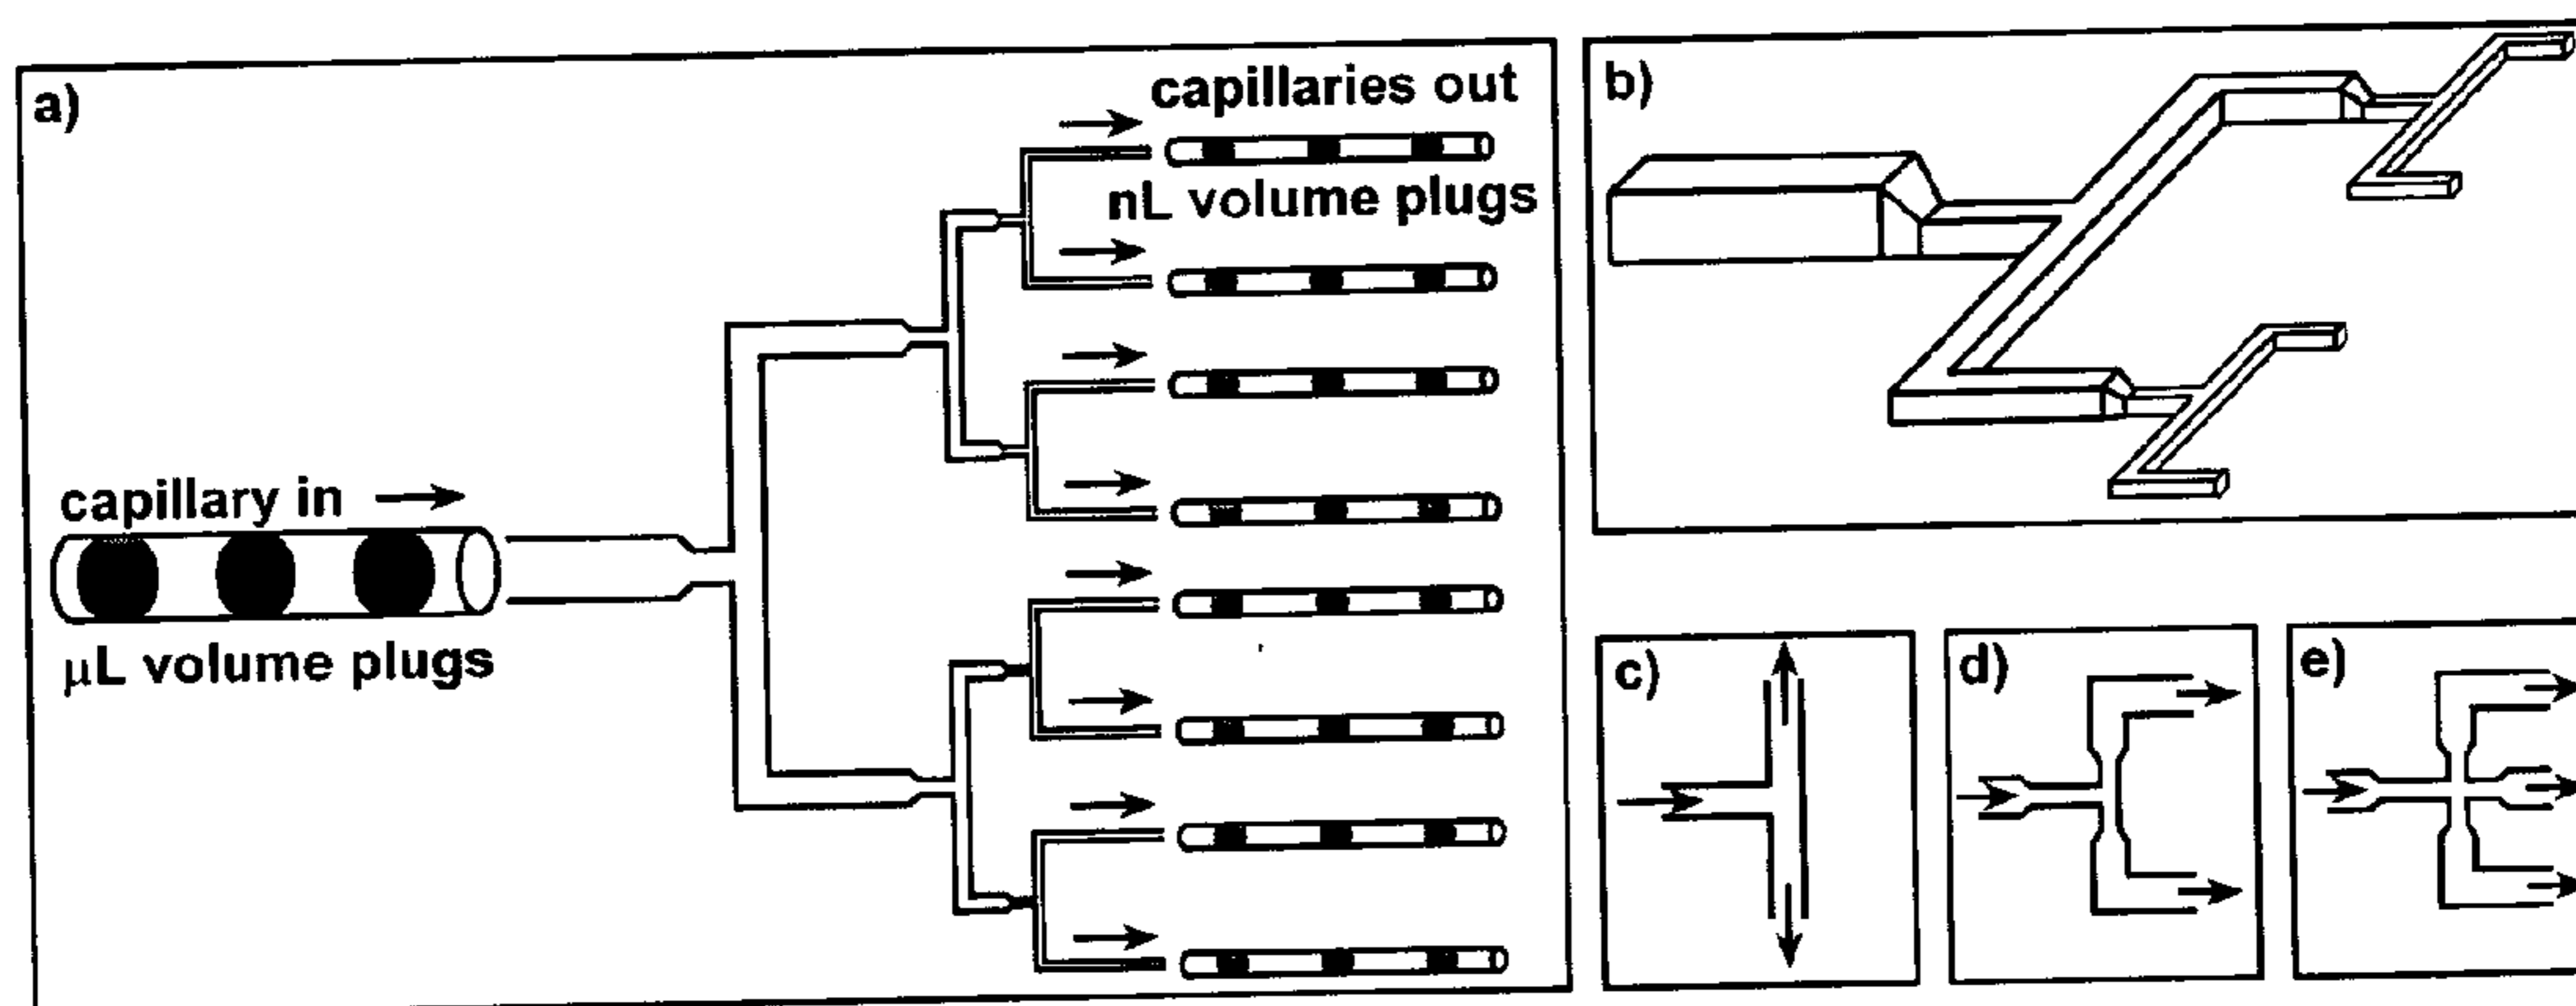 a)
capillaries out
nL volume plugs
capillary in
μL volume plugs
b)
c)
d)
e)